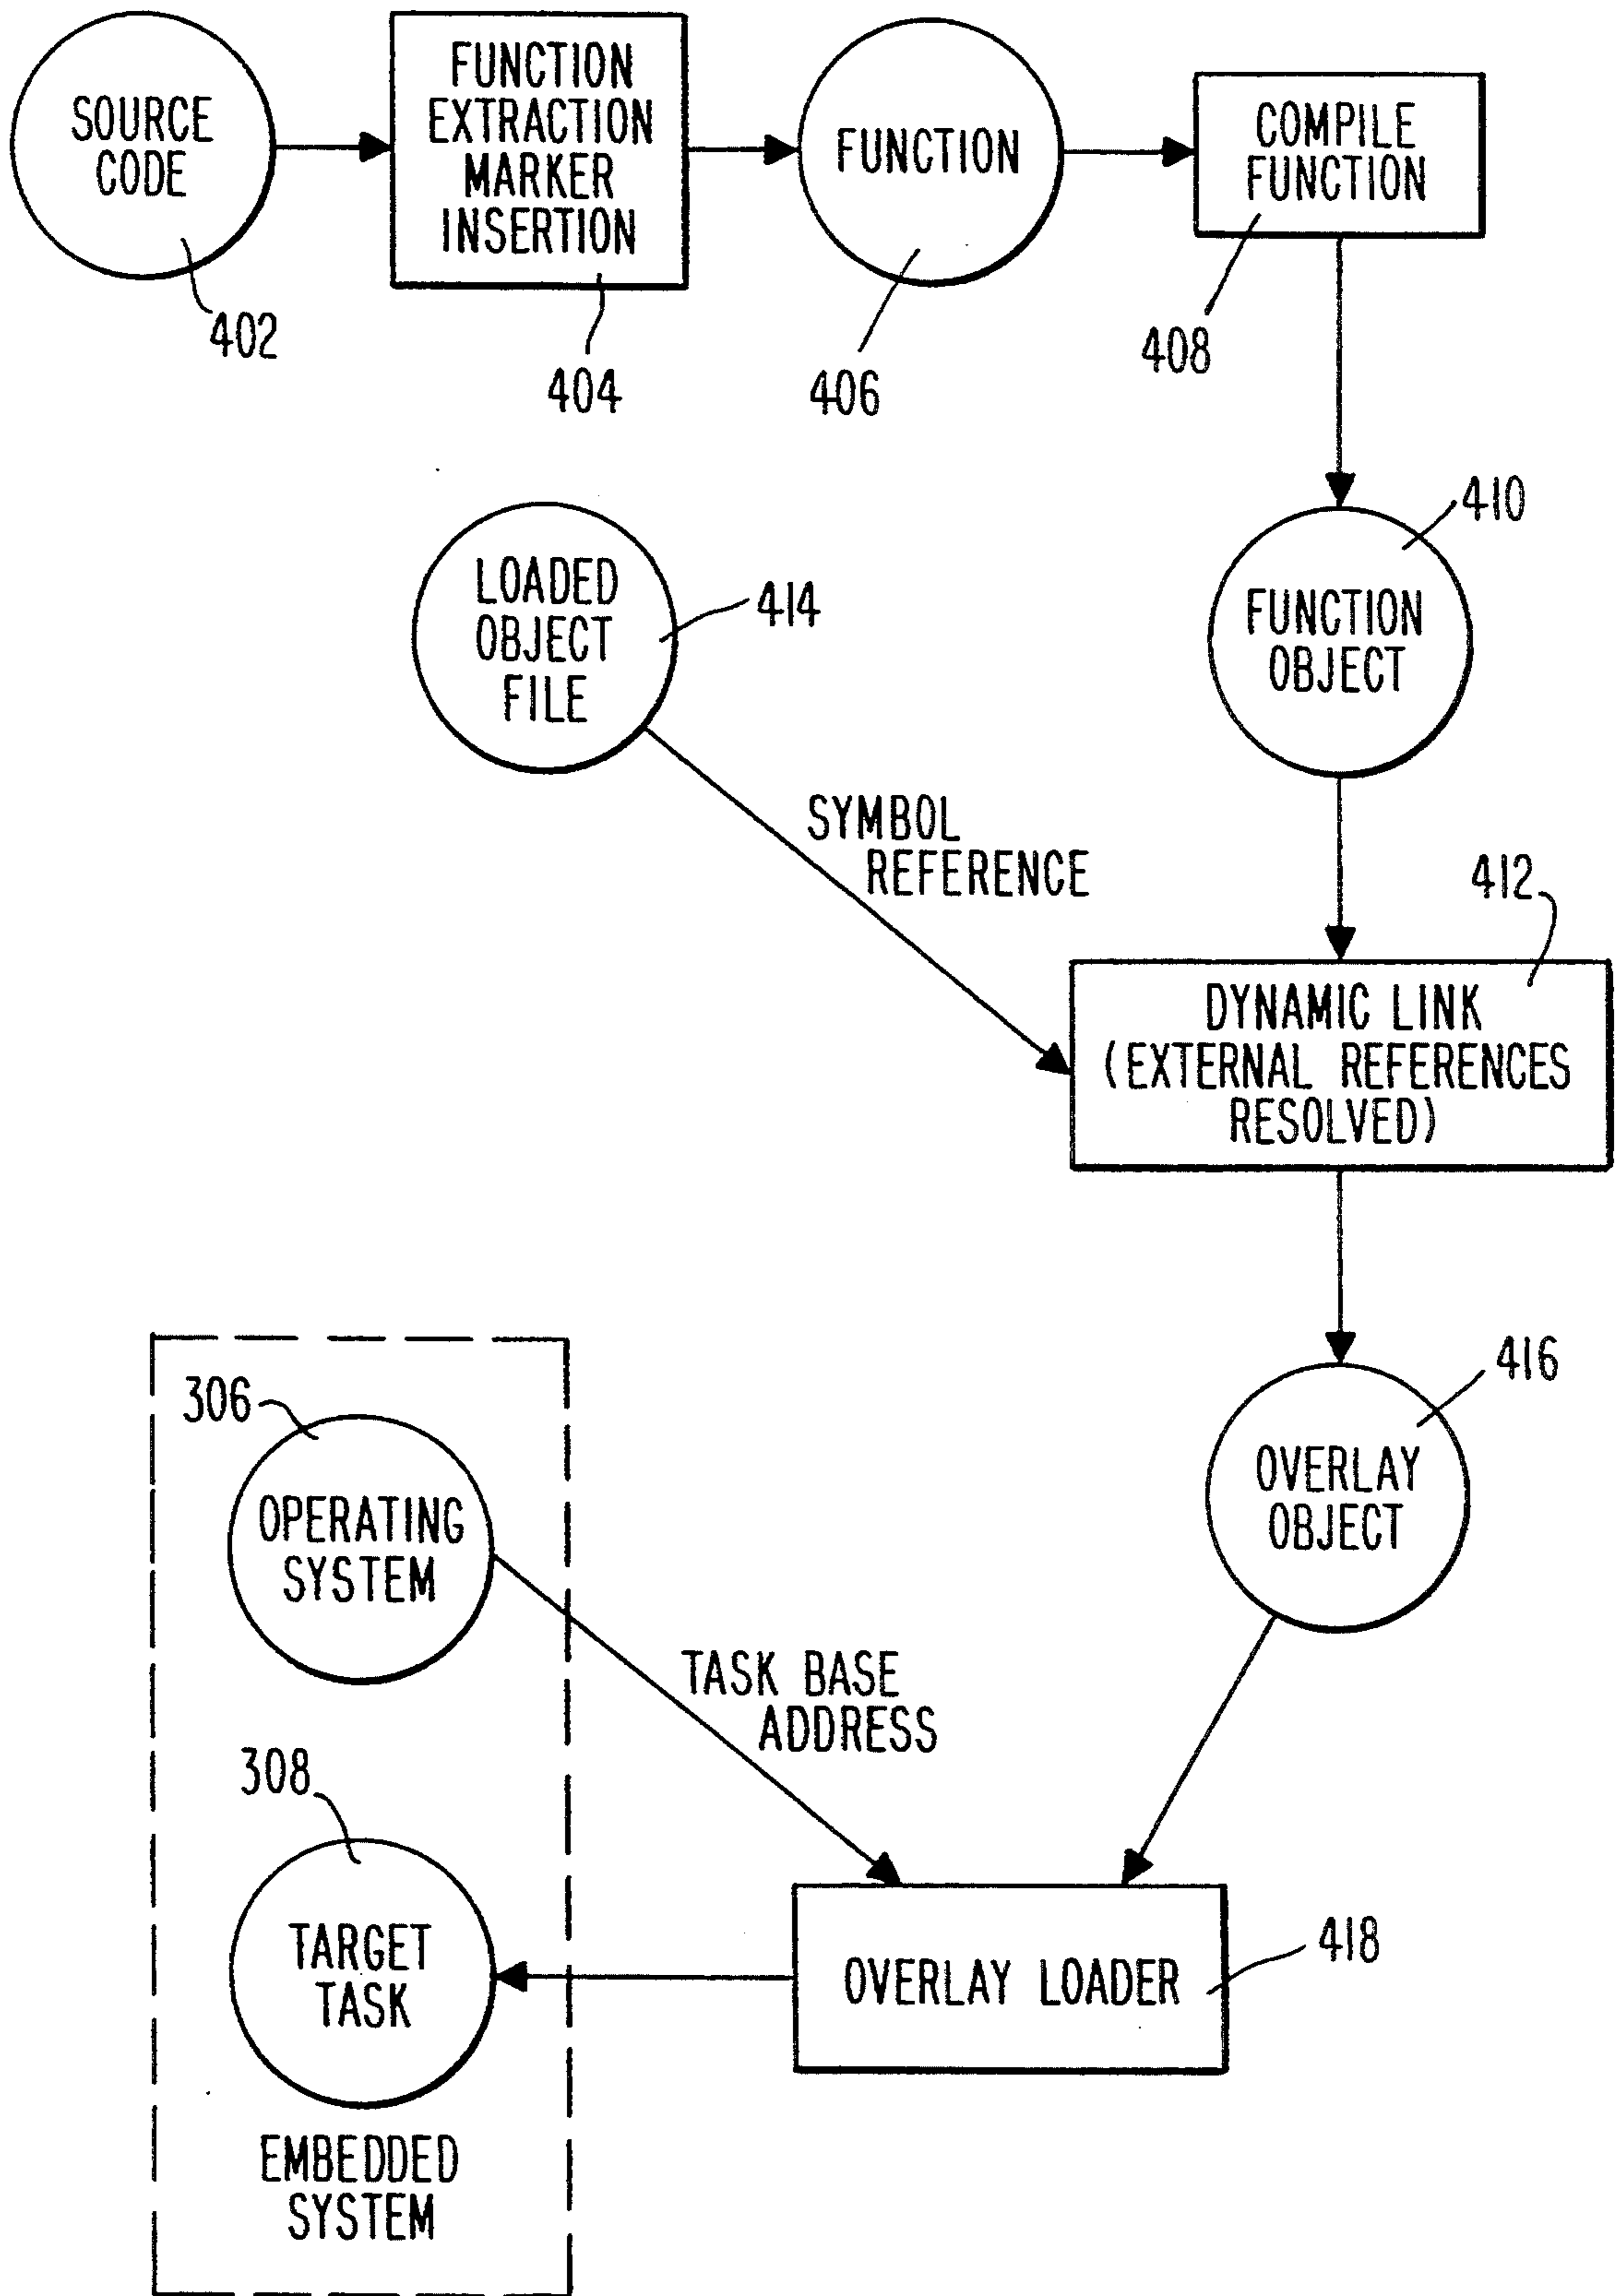 SOURCE
CODE
402
FUNCTION
EXTRACTION
MARKER
INSERTION
404
FUNCTION
406
COMPILE
FUNCTION
408
410
FUNCTION
OBJECT
LOADED
OBJECT
FILE
414
SYMBOL
REFERENCE
412
DYNAMIC LINK
(EXTERNAL REFERENCES
RESOLVED)
416
OVERLAY
OBJECT
306
OPERATING
SYSTEM
TASK BASE
ADDRESS
308
TARGET
TASK
OVERLAY LOADER
418
EMBEDDED
SYSTEM